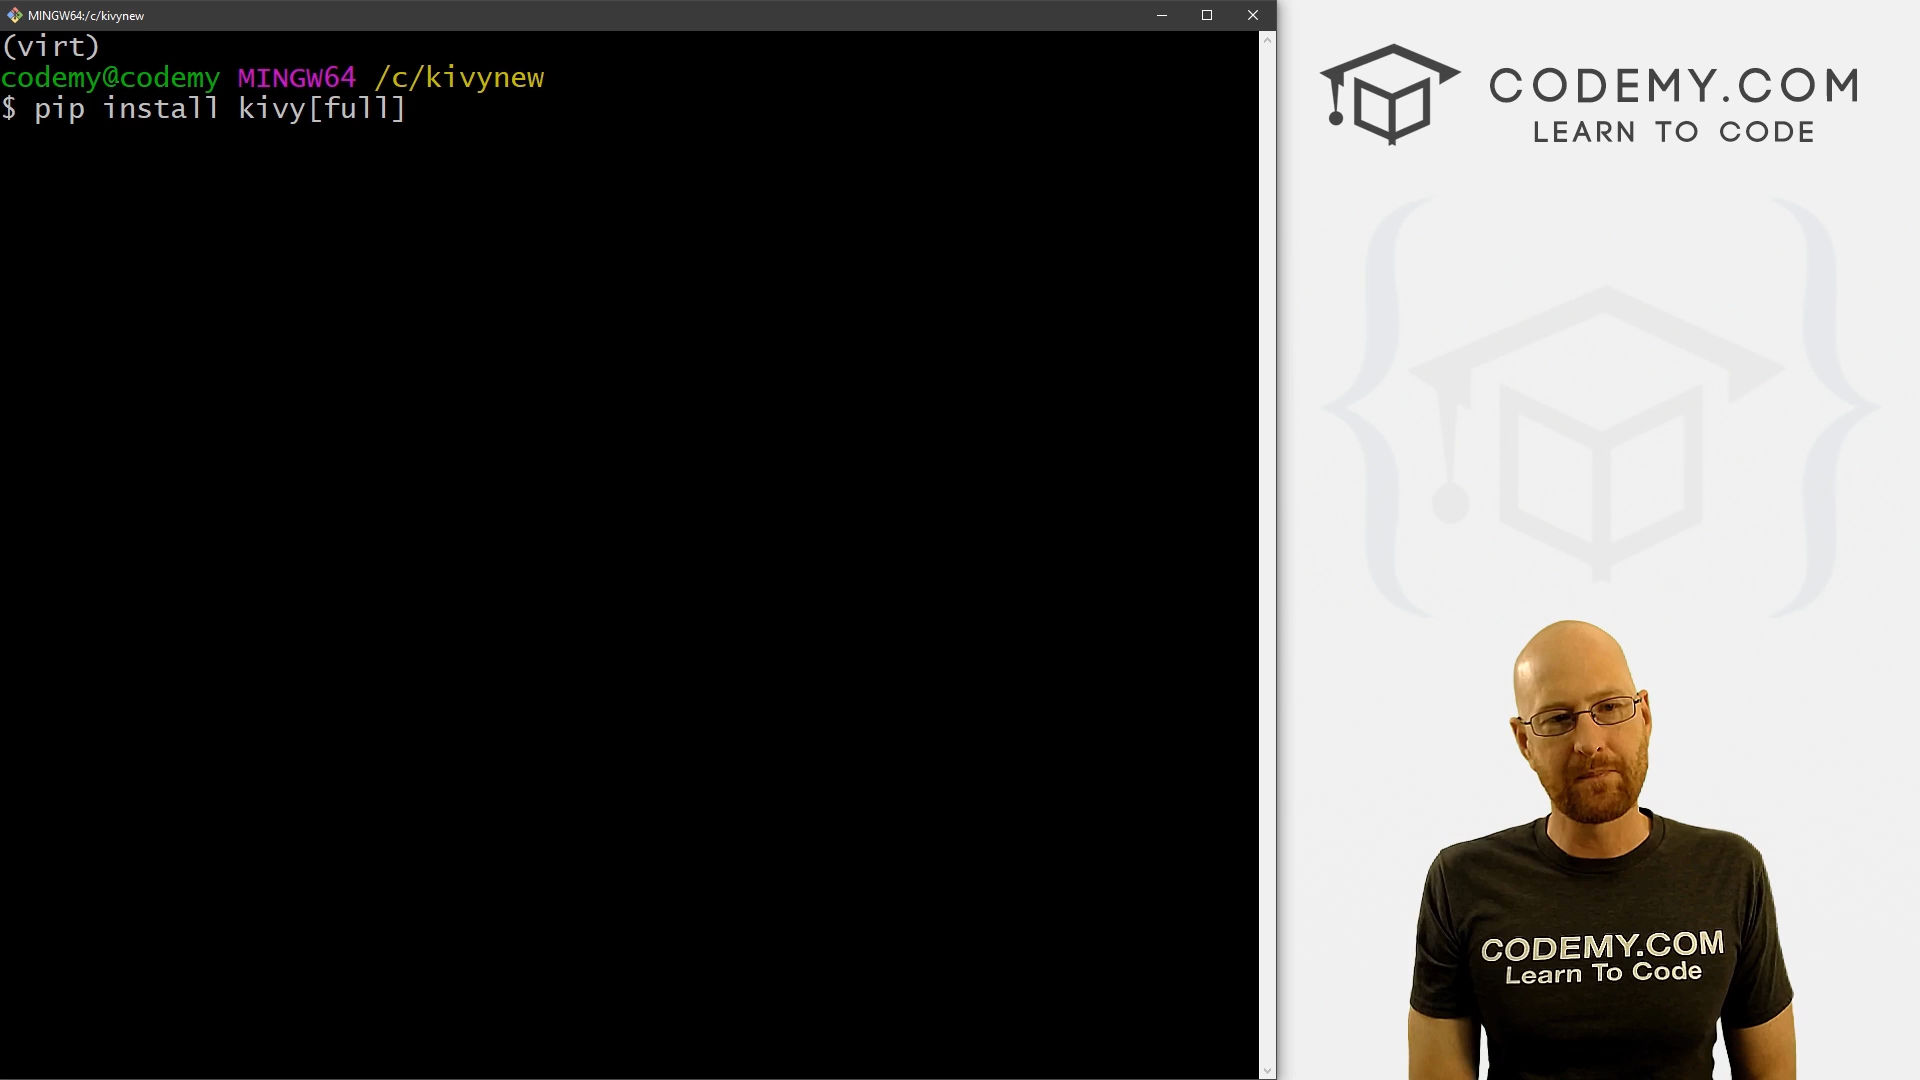 MINGW64:/c/kivynew
(virt)
codemy@codemy MINGW64 /c/kivynew
$ pip install kivy[full]
CODEMY.COM
LEARN TO CODE
CODEMY.COM
Learn To Code